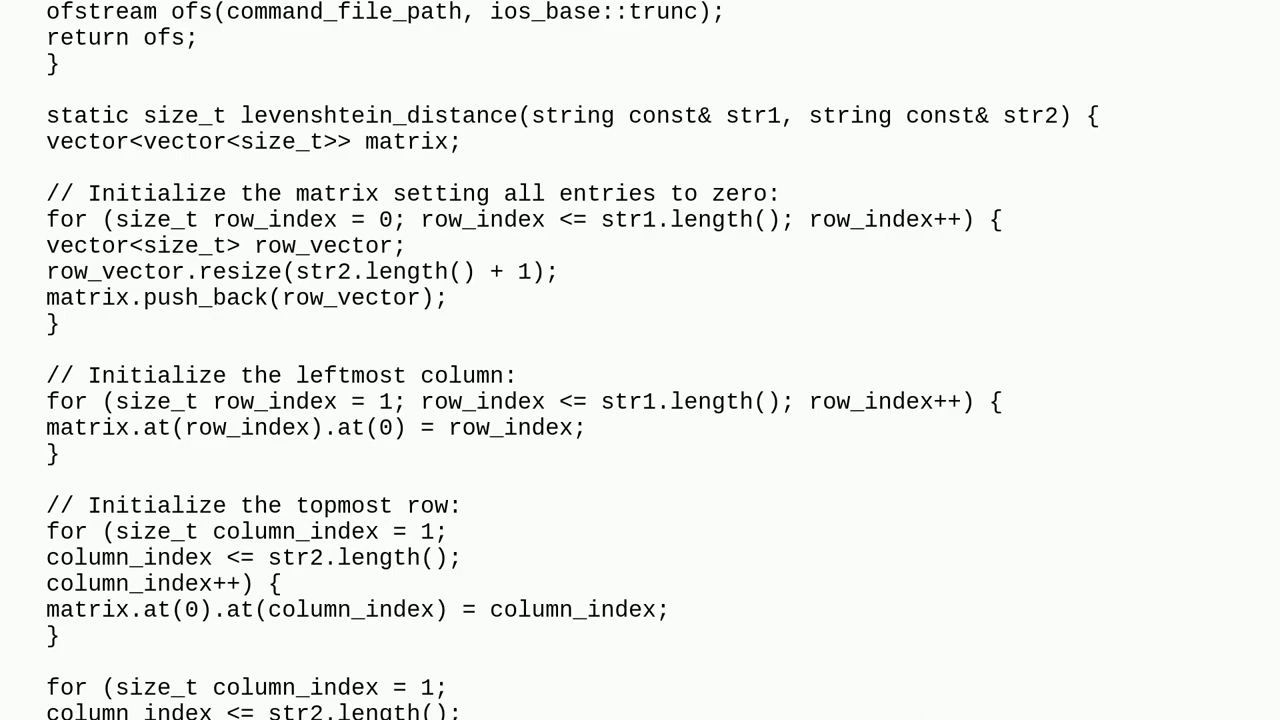 ofstream ofs(command_file_path, ios_base::trunc);
return ofs;
}
static size_t levenshtein_distance(string const& str1, string const& str2) {
vector<vector<size_t>> matrix;
// Initialize the matrix setting all entries to zero:
for (size_t row_index = 0; row_index <= str1.length(); row_index++) {
vector<size_t> row_vector;
row_vector.resize(str2.length() + 1);
matrix.push_back(row_vector);
}
// Initialize the leftmost column:
for (size_t row_index = 1; row_index <= str1.length(); row_index++) {
matrix.at(row_index).at(0) = row_index;
}
// Initialize the topmost row:
for (size_t column_index = 1;
column_index <= str2.length();
column_index++) {
matrix.at(0).at(column_index) = column_index;
}
for (size_t column_index = 1;
column_index <= str2.length();